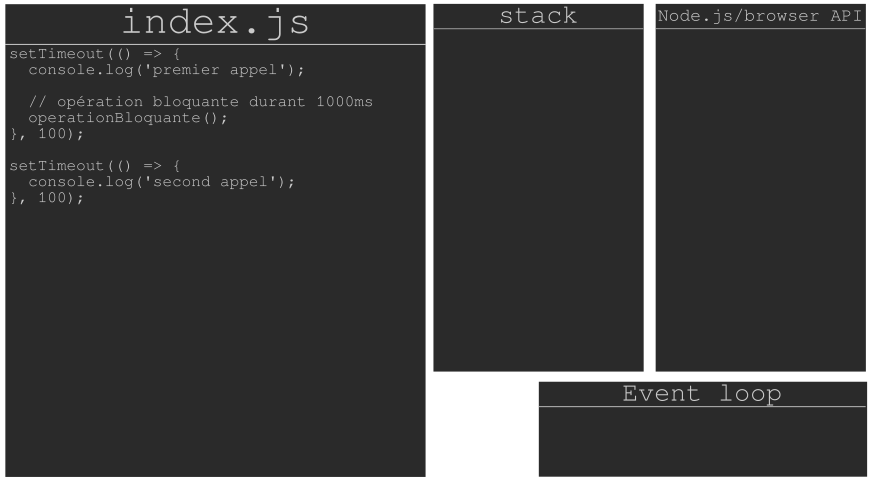 index.js
setTimeout(() => {
  console.log('premier appel');
  // opération bloquante durant 1000ms
  operationBloquante();
}, 100);
setTimeout(() => {
  console.log('second appel');
}, 100);
stack
Node.js/browser API
Event loop